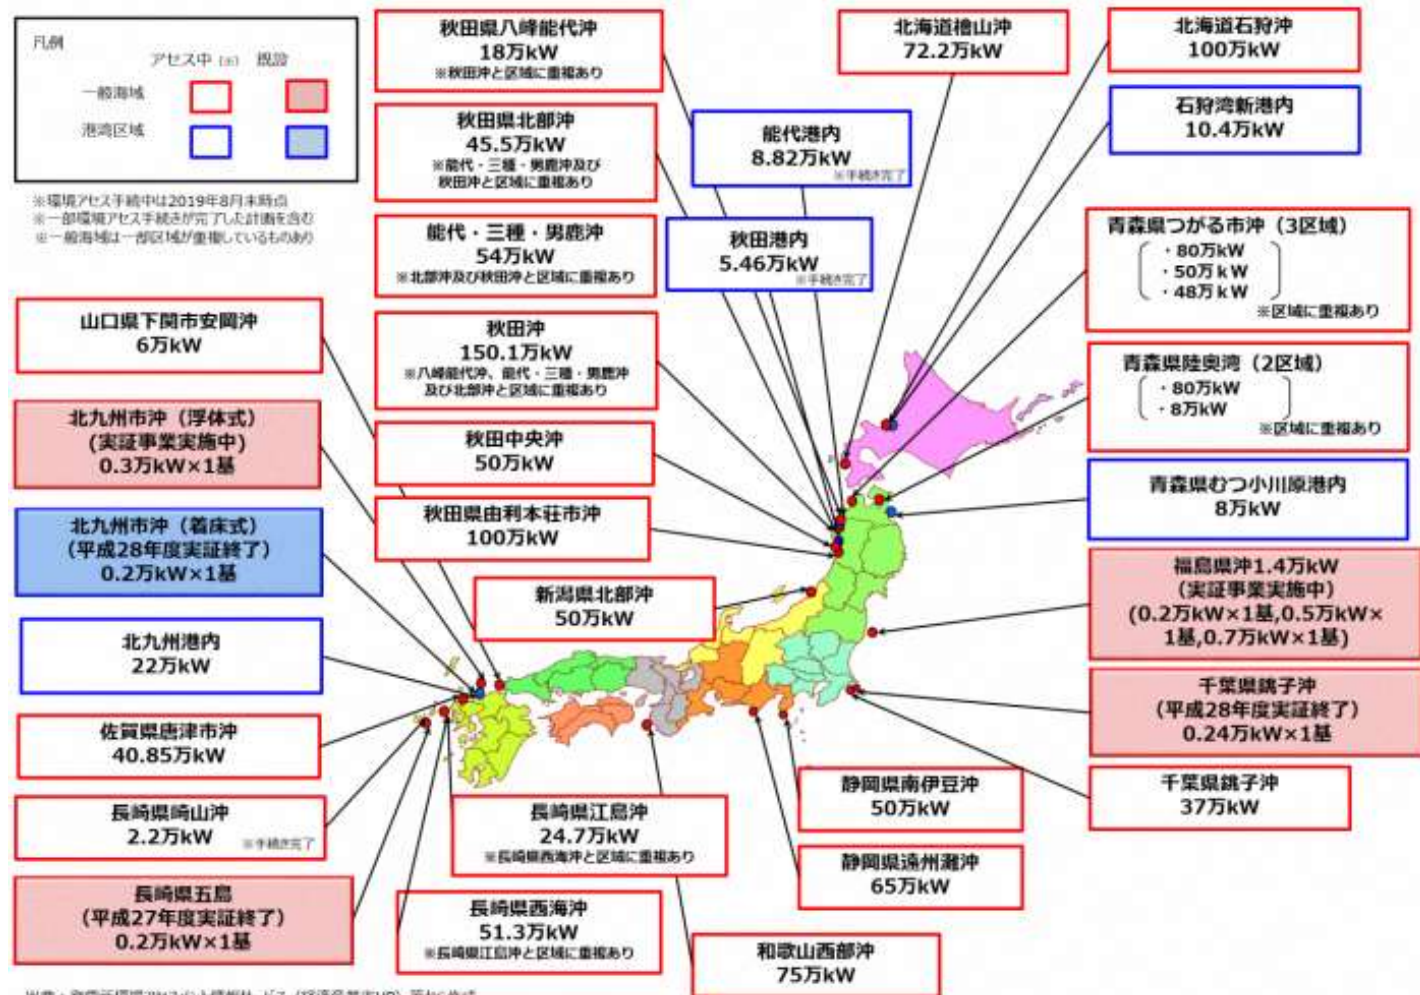 凡例
アセス中（※） 既設
一般海域
港湾区域
※環境アセス手続中は2019年8月末時点
※一部環境アセス手続きが完了した計画を含む
※一般海域は一部区域が重複しているものあり
秋田県八峰能代沖
18万kW
※秋田沖と区域に重複あり
秋田県北部沖
45.5万kW
※能代・三種・男鹿沖及び
秋田沖と区域に重複あり
能代・三種・男鹿沖
54万kW
※北部沖及び秋田沖と区域に重複あり
秋田沖
150.1万kW
※八峰能代沖、能代・三種・男鹿沖
及び北部沖と区域に重複あり
秋田中央沖
50万kW
秋田県由利本荘市沖
100万kW
新潟県北部沖
50万kW
北海道檜山沖
72.2万kW
能代港内
8.82万kW
※手続き完了
秋田港内
5.46万kW
※手続き完了
北海道石狩沖
100万kW
石狩湾新港内
10.4万kW
青森県つがる市沖（3区域）
・80万kW
・50万kW
・48万kW
※区域に重複あり
青森県陸奥湾（2区域）
・80万kW
・8万kW
※区域に重複あり
青森県むつ小川原港内
8万kW
福島県沖1.4万kW
(実証事業実施中)
(0.2万kW×1基,0.5万kW×
1基,0.7万kW×1基)
千葉県銚子沖
（平成28年度実証終了）
0.24万kW×1基
千葉県銚子沖
37万kW
山口県下関市安岡沖
6万kW
北九州市沖（浮体式）
(実証事業実施中)
0.3万kW×1基
北九州市沖（着床式）
（平成28年度実証終了）
0.2万kW×1基
北九州港内
22万kW
佐賀県唐津市沖
40.85万kW
長崎県崎山沖
2.2万kW
※手続き完了
長崎県五島
（平成27年度実証終了）
0.2万kW×1基
長崎県江島沖
24.7万kW
※長崎県西海沖と区域に重複あり
長崎県西海沖
51.3万kW
※長崎県江島沖と区域に重複あり
静岡県南伊豆沖
50万kW
静岡県遠州灘沖
65万kW
和歌山西部沖
75万kW